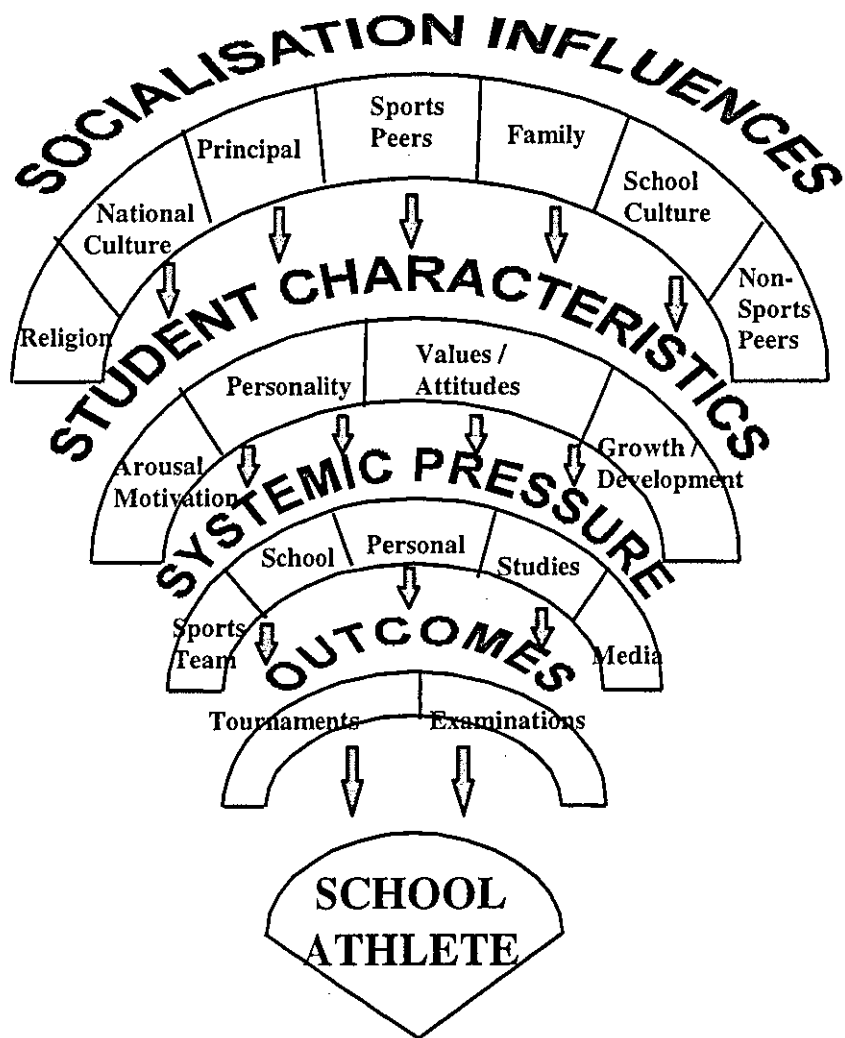 SOCIALISATION INFLUENCES
Religion
National
Culture
Principal
Sports
Peers
Family
School
Culture
Non-
Sports
Peers
STUDENT CHARACTERISTICS
Arousal
Motivation
Personality
Values /
Attitudes
Growth /
Development
SYSTEMIC PRESSURE
Sports
Team
School
Personal
Studies
Media
OUTCOMES
Tournaments
Examinations
SCHOOL
ATHLETE